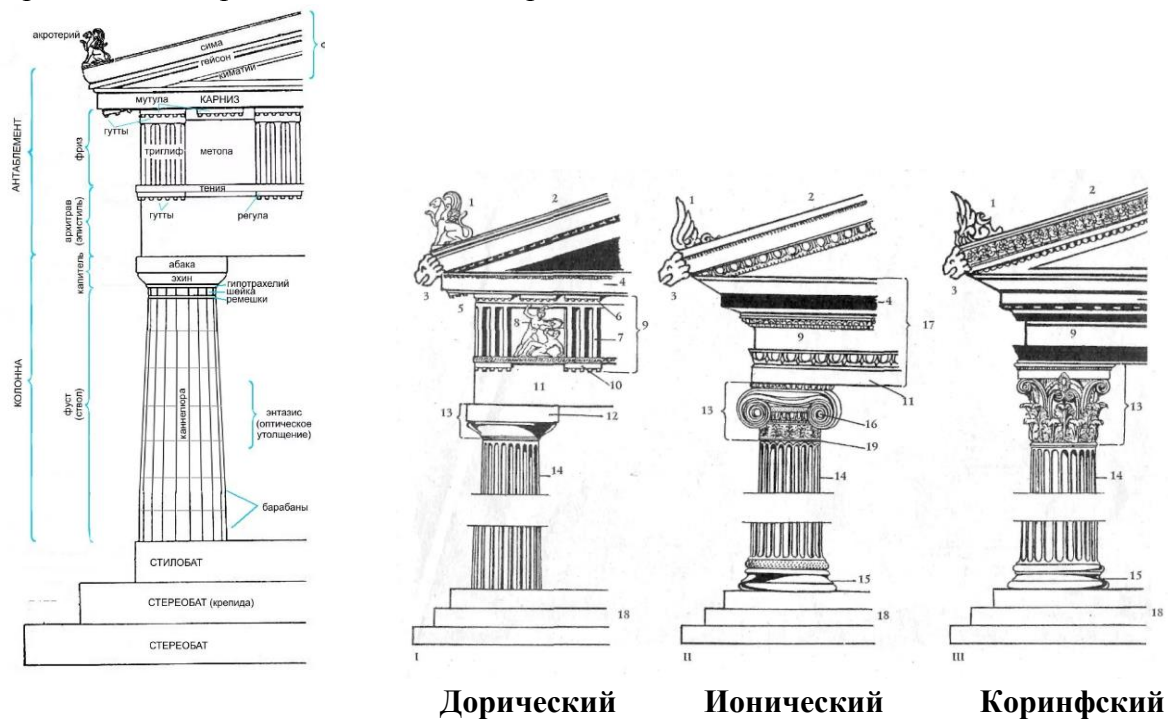 акротерий
сима
гейсон
киматий
АНТАБЛЕМЕНТ
мутула
КАРНИЗ
гутты
фриз
триглиф
метопа
тения
архитрав
(эпистиль)
гутты
регула
капитель
абака
эхин
гипотрахелий
шейка
ремешки
КОЛОННА
фуст
(ствол)
каннелюра
энтазис
(оптическое
утолщение)
барабаны
СТИЛОБАТ
СТЕРЕОБАТ (крепида)
СТЕРЕОБАТ
1
2
3
4
5
6
7
8
9
10
11
12
13
14
18
I
1
2
3
4
9
17
11
13
16
19
14
15
18
II
1
2
3
9
13
14
15
18
III
Дорический
Ионический
Коринфский